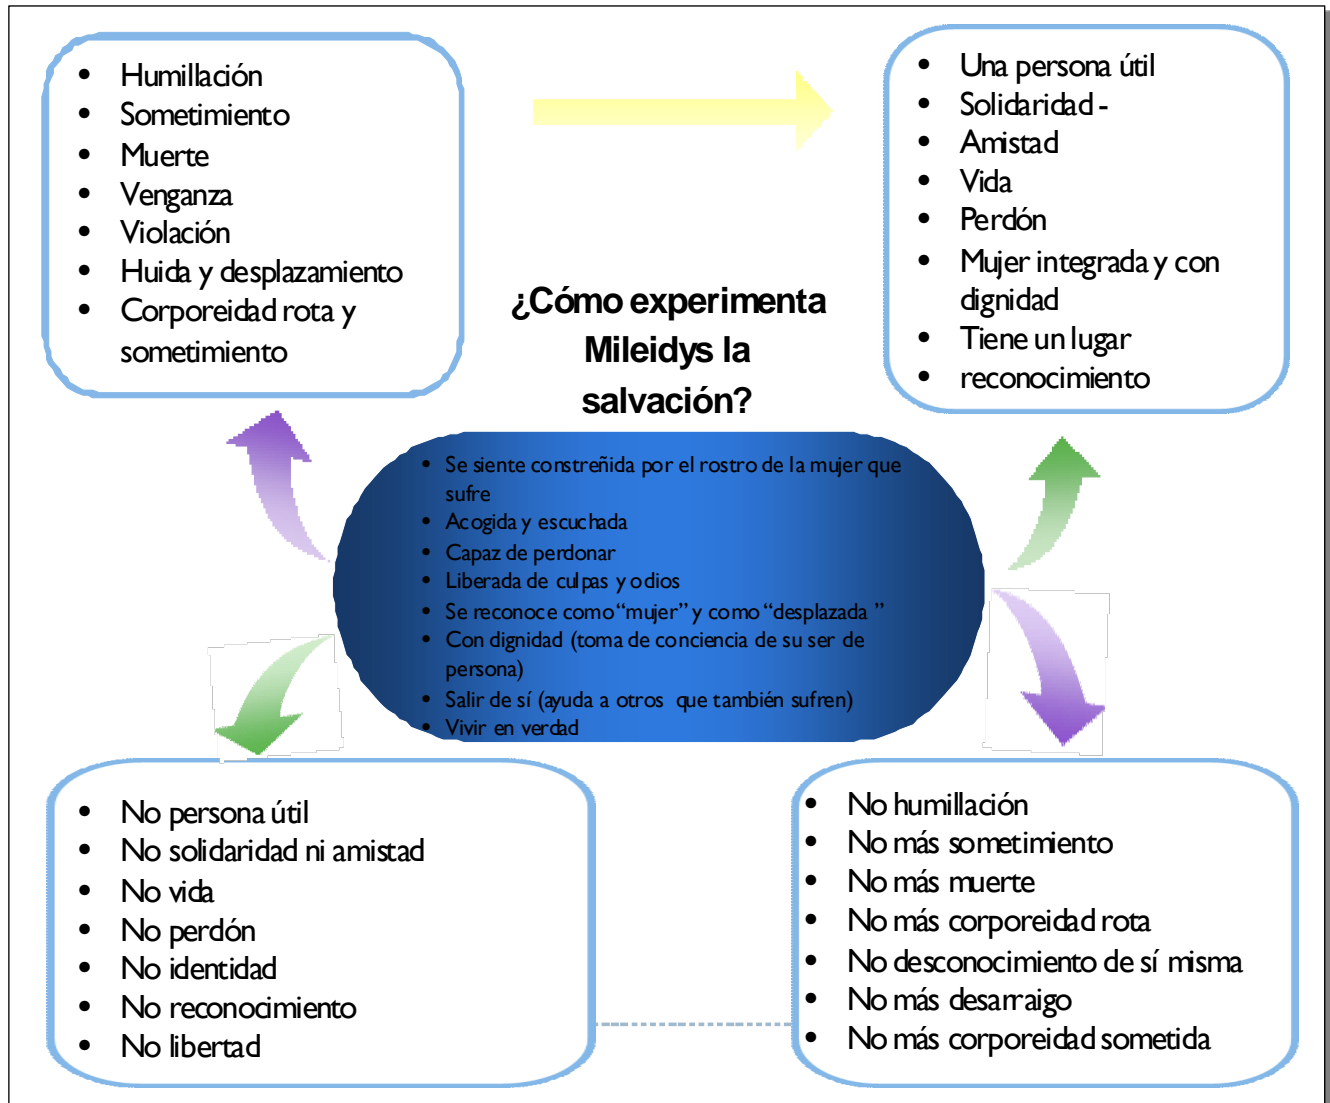 • Humillación
• Sometimiento
• Muerte
• Venganza
• Violación
• Huida y desplazamiento
• Corporeidad rota y
sometimiento
• Una persona útil
• Solidaridad -
• Amistad
• Vida
• Perdón
• Mujer integrada y con
dignidad
• Tiene un lugar
• reconocimiento
¿Cómo experimenta
Mileidys la
salvación?
• Se siente constreñida por el rostro de la mujer que
sufre
• Acogida y escuchada
• Capaz de perdonar
• Liberada de culpas y odios
• Se reconoce como “mujer” y como “desplazada ”
• Con dignidad (toma de conciencia de su ser de
persona)
• Salir de sí (ayuda a otros que también sufren)
• Vivir en verdad
• No persona útil
• No solidaridad ni amistad
• No vida
• No perdón
• No identidad
• No reconocimiento
• No libertad
• No humillación
• No más sometimiento
• No más muerte
• No más corporeidad rota
• No desconocimiento de sí misma
• No más desarraigo
• No más corporeidad sometida